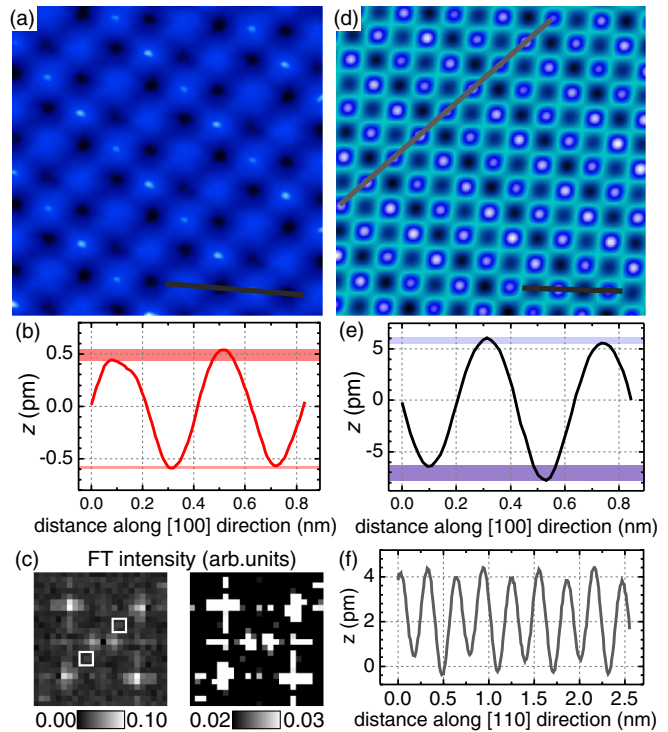 (a)
(d)
(b)
0.5
0.0
-0.5
z (pm)
0.0 0.2 0.4 0.6 0.8
distance along [100] direction (nm)
(e)
5
0
-5
z (pm)
0.0 0.2 0.4 0.6 0.8
distance along [100] direction (nm)
(c) FT intensity (arb.units)
0.00 0.10
0.02 0.03
(f)
4
2
0
z (pm)
0.0 0.5 1.0 1.5 2.0 2.5
distance along [110] direction (nm)